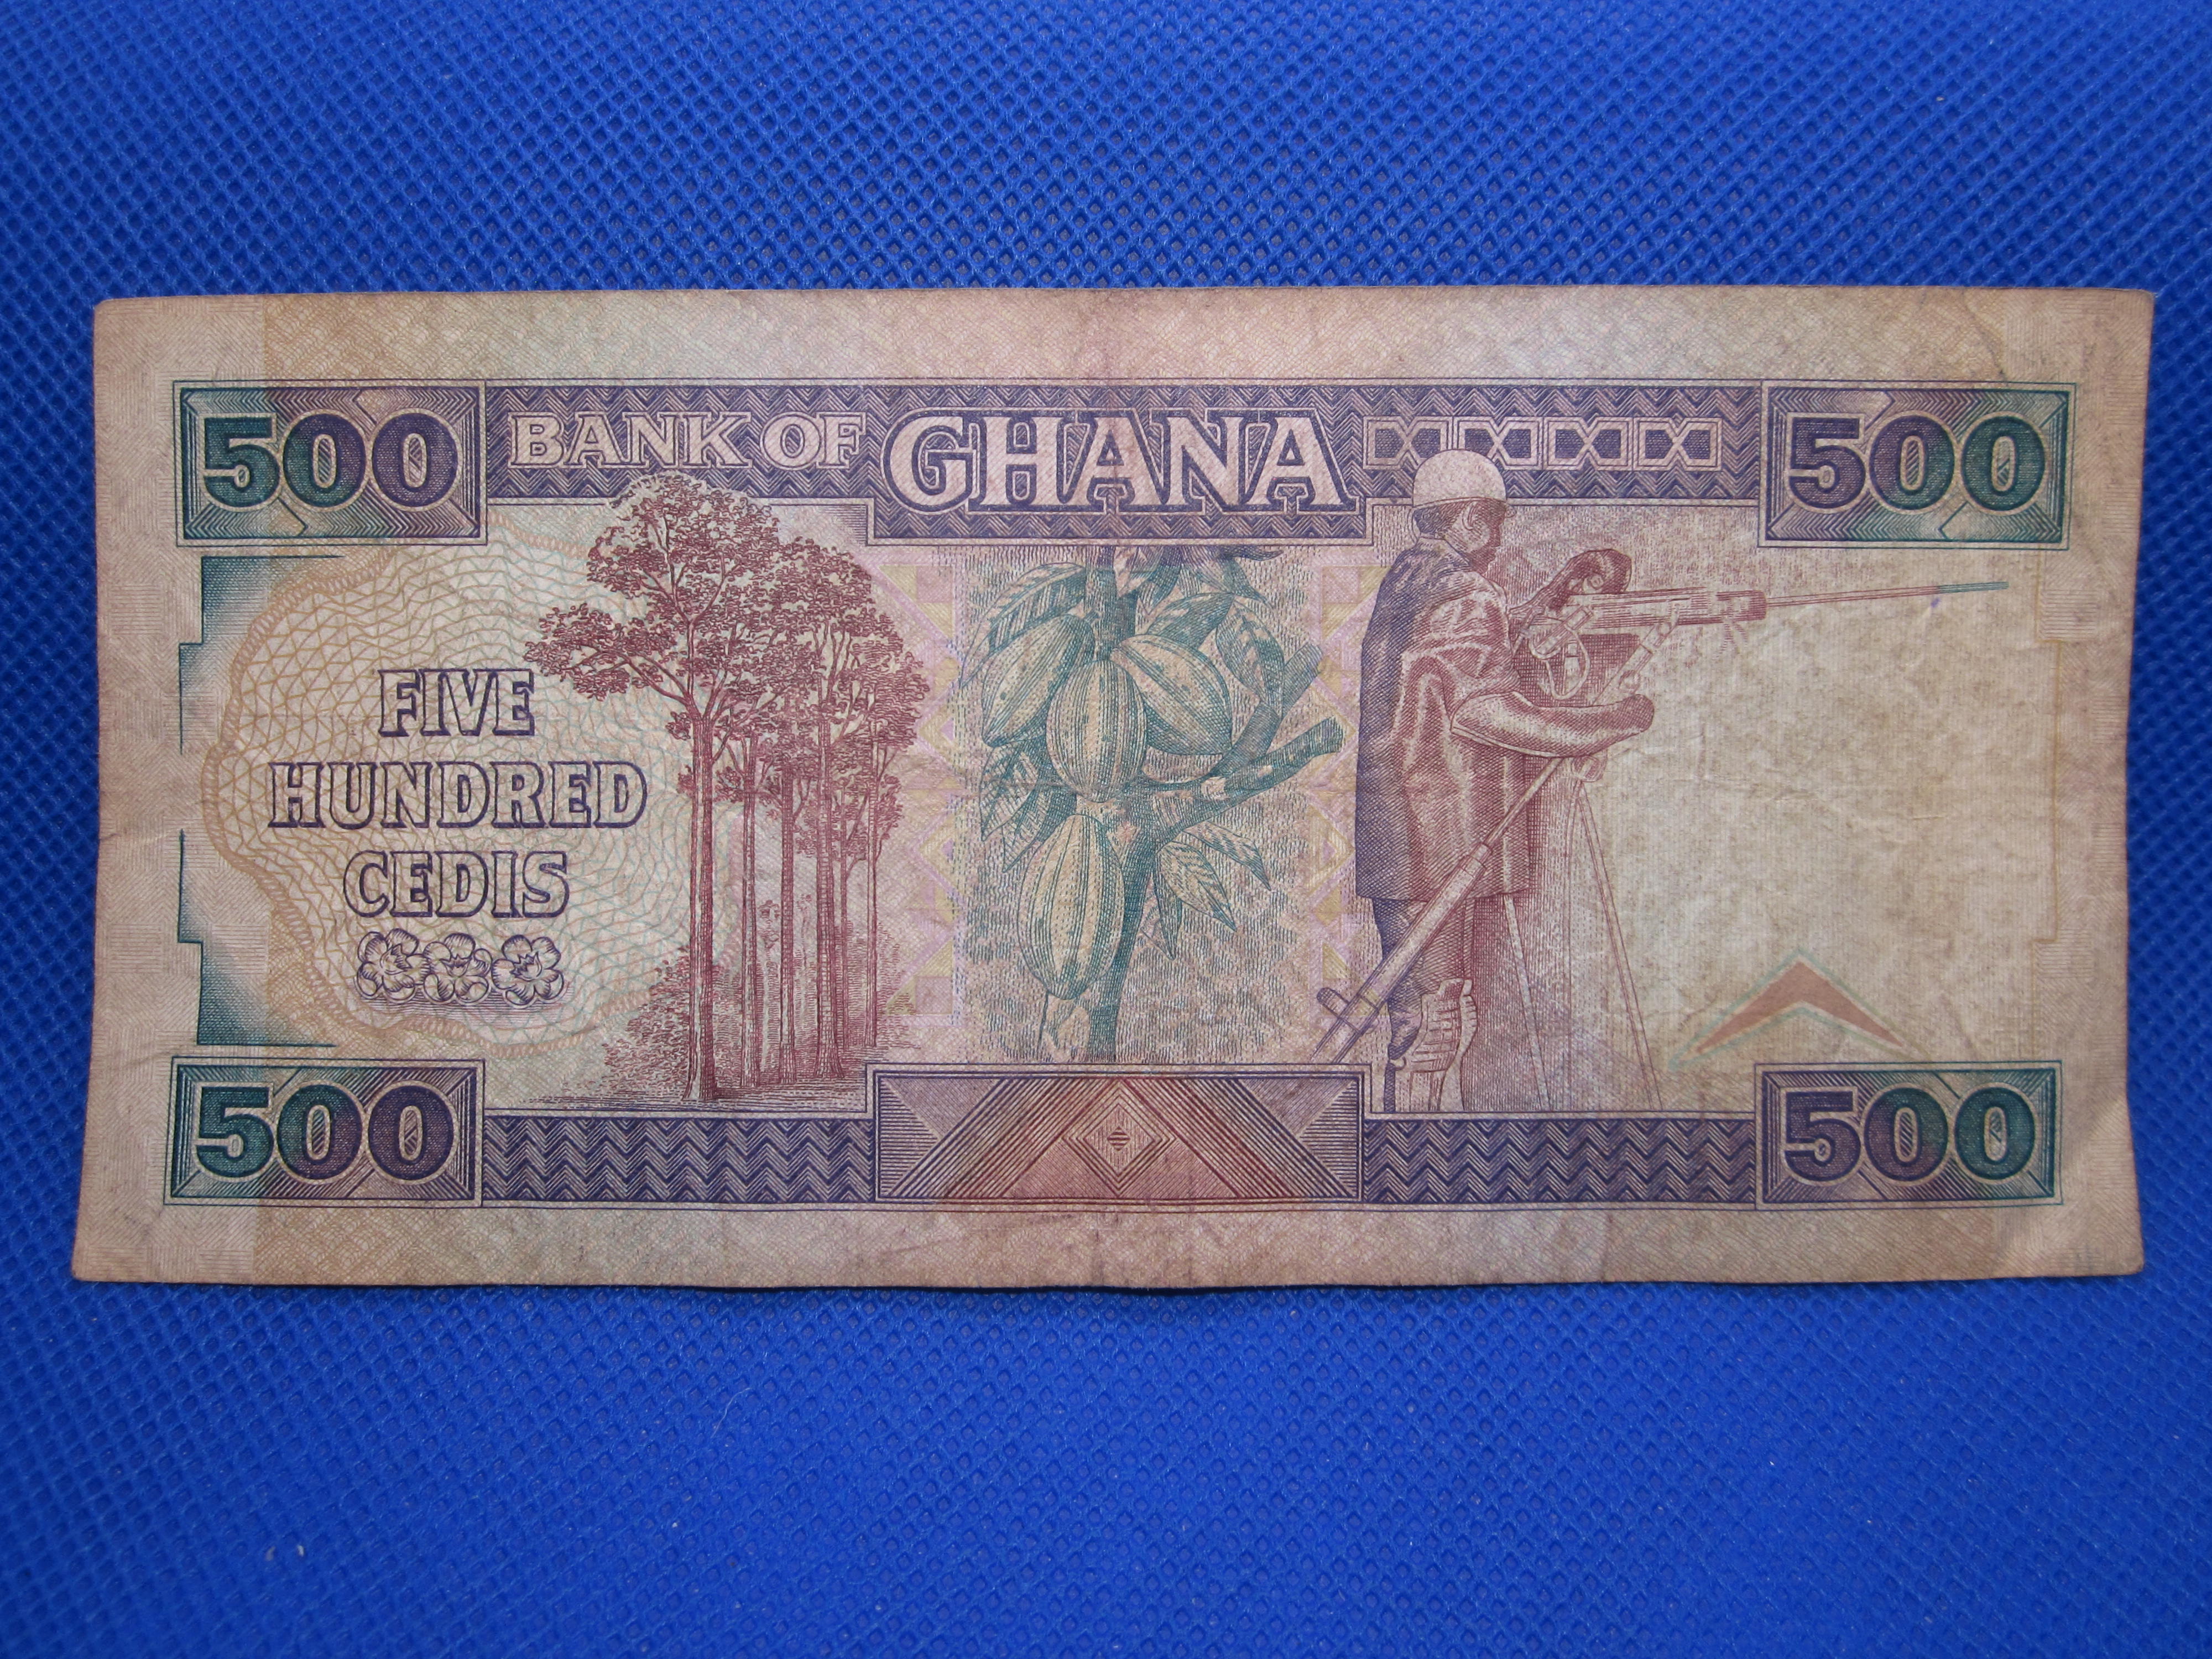 500 BANK OF GHANA 500
FIVE
HUNDRED
CEDIS
500 500